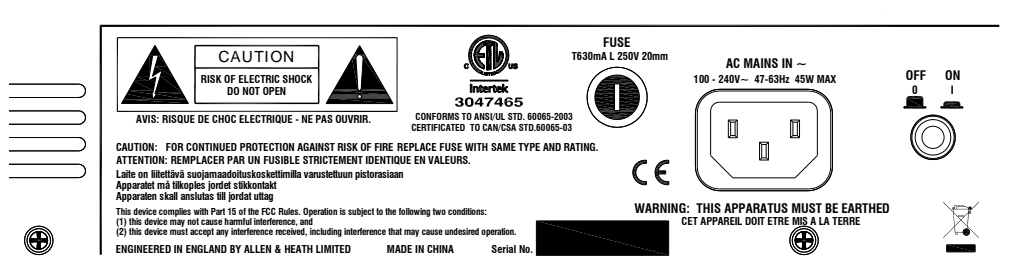 CAUTION
RISK OF ELECTRIC SHOCK
DO NOT OPEN
AVIS: RISQUE DE CHOC ELECTRIQUE - NE PAS OUVRIR.
C ETL US
Intertek
3047465
CONFORMS TO ANSI/UL STD. 60065-2003
CERTIFIED TO CAN/CSA STD.60065-03
FUSE
T630mA L 250V 20mm
AC MAINS IN ~
100 - 240V~ 47-63Hz 45W MAX
OFF ON
0 I
CAUTION: FOR CONTINUED PROTECTION AGAINST RISK OF FIRE REPLACE FUSE WITH SAME TYPE AND RATING.
ATTENTION: REMPLACER PAR UN FUSIBLE STRICTEMENT IDENTIQUE EN VALEURS.
Laite on liitettävä suojamaadoituskoskettimilla varustettuun pistorasiaan
Apparatet må tilkoples jordet stikkontakt
Apparaten skall anslutas till jordat uttag
CE
This device complies with Part 15 of the FCC Rules. Operation is subject to the following two conditions:
(1) this device may not cause harmful interference, and
(2) this device must accept any interference received, including interference that may cause undesired operation.
WARNING: THIS APPARATUS MUST BE EARTHED
CET APPAREIL DOIT ETRE MIS A LA TERRE
ENGINEERED IN ENGLAND BY ALLEN & HEATH LIMITED MADE IN CHINA Serial No.